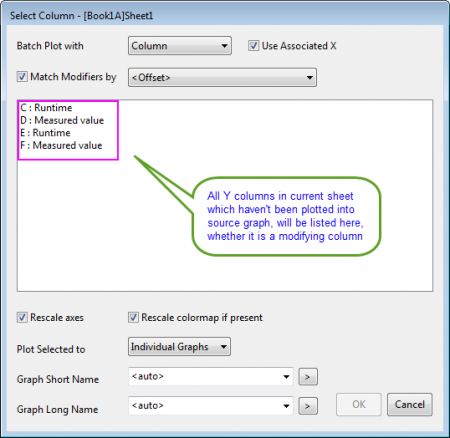 Select Column - [Book1A]Sheet1
Batch Plot with Column Use Associated X
Match Modifiers by <Offset>
C : Runtime
D : Measured value
E : Runtime
F : Measured value
All Y columns in current sheet
which haven't been plotted into
source graph, will be listed here,
whether it is a modifying column
Rescale axes Rescale colormap if present
Plot Selected to Individual Graphs
Graph Short Name <auto> >
Graph Long Name <auto> >
OK Cancel